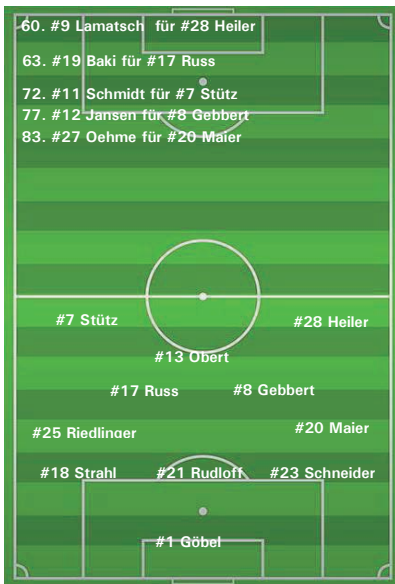 60. #9 Lamatsch für #28 Heiler
63. #19 Baki für #17 Russ
72. #11 Schmidt für #7 Stütz
77. #12 Jansen für #8 Gebbert
83. #27 Oehme für #20 Maier
#7 Stütz
#28 Heiler
#13 Obert
#17 Russ #8 Gebbert
#25 Riedlinger
#20 Maier
#18 Strahl #21 Rudloff #23 Schneider
#1 Göbel